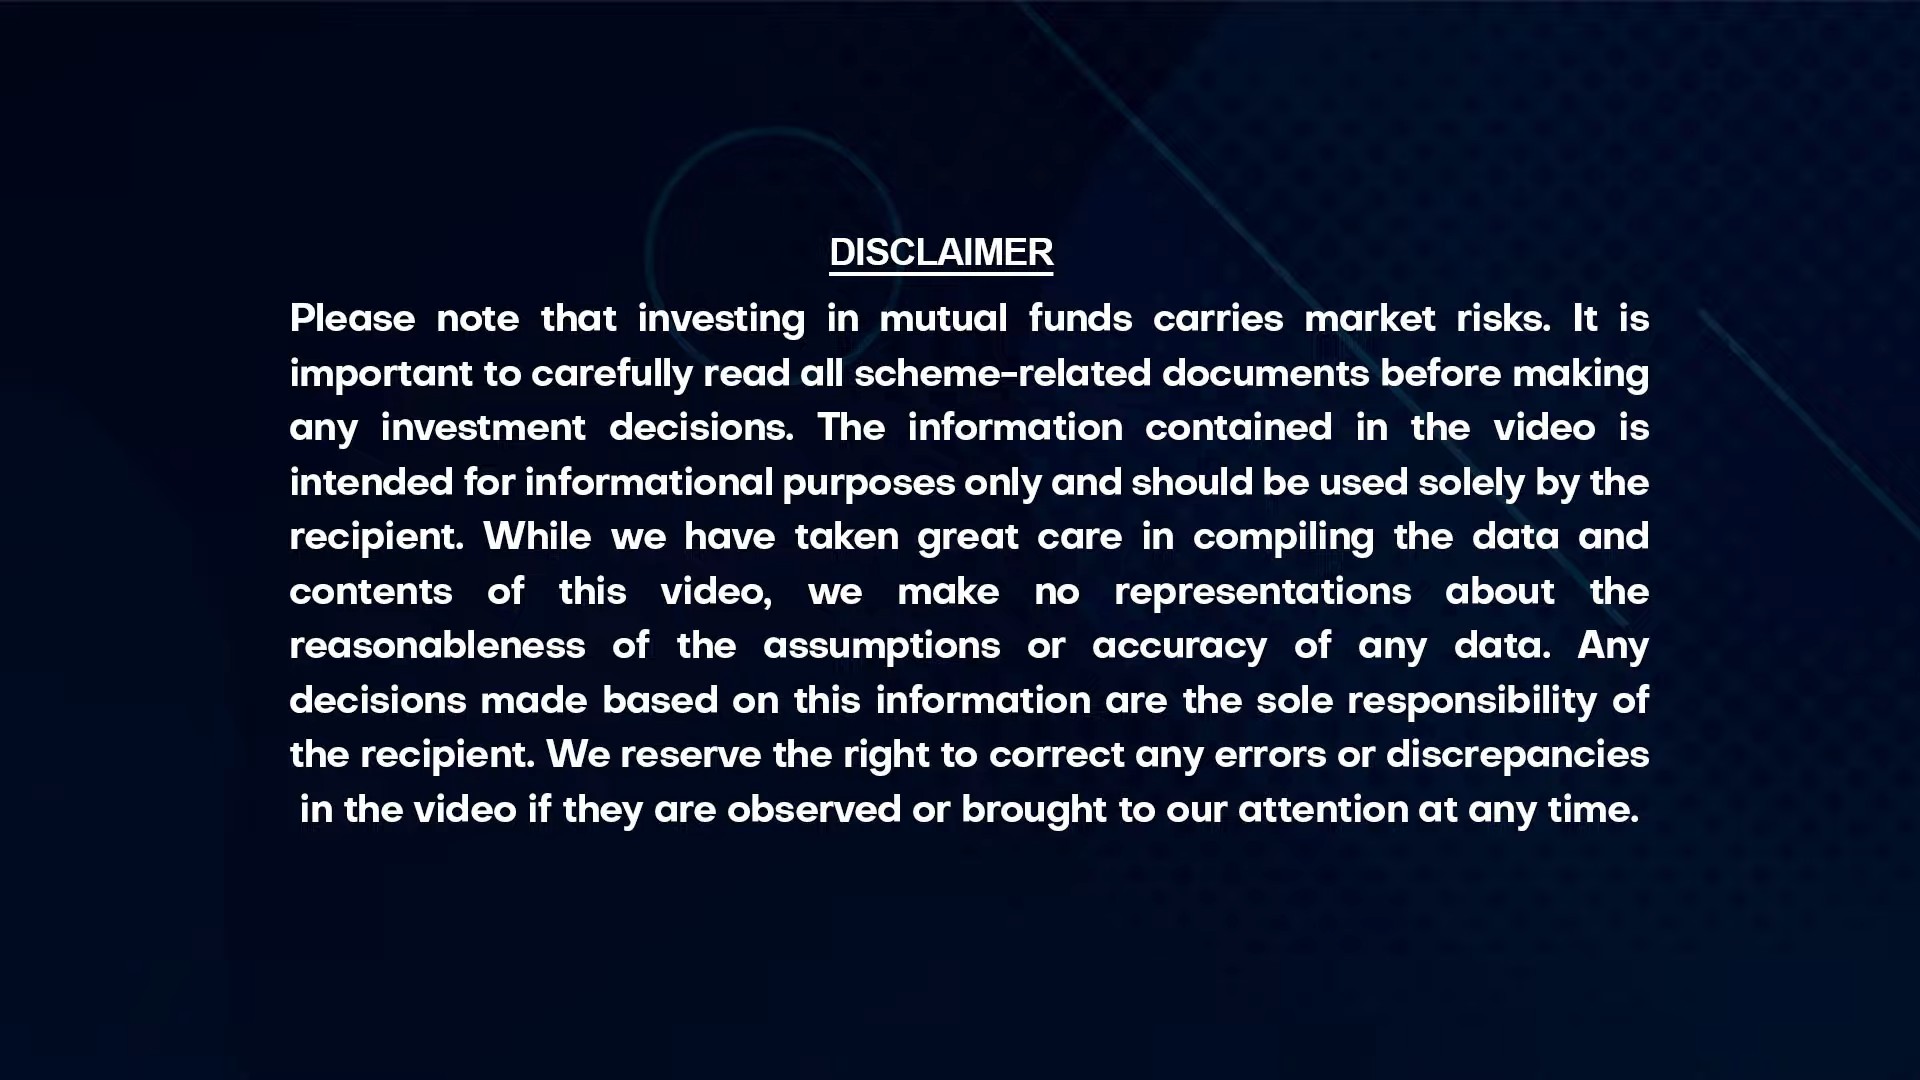 DISCLAIMER
Please note that investing in mutual funds carries market risks. It is
important to carefully read all scheme-related documents before making
any investment decisions. The information contained in the video is
intended for informational purposes only and should be used solely by the
recipient. While we have taken great care in compiling the data and
contents of this video, we make no representations about the
reasonableness of the assumptions or accuracy of any data. Any
decisions made based on this information are the sole responsibility of
the recipient. We reserve the right to correct any errors or discrepancies
in the video if they are observed or brought to our attention at any time.